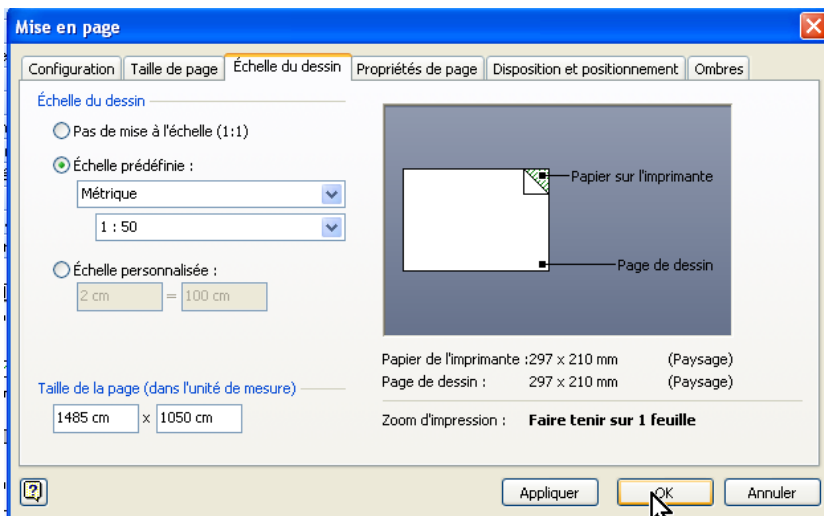 Mise en page
Configuration Taille de page Échelle du dessin Propriétés de page Disposition et positionnement Ombres
Échelle du dessin
Pas de mise à l'échelle (1:1)
Échelle prédéfinie :
Métrique
1 : 50
Échelle personnalisée :
2 cm = 100 cm
Taille de la page (dans l'unité de mesure)
1485 cm x 1050 cm
Papier sur l'imprimante
Page de dessin
Papier de l'imprimante : 297 x 210 mm (Paysage)
Page de dessin : 297 x 210 mm (Paysage)
Zoom d'impression : Faire tenir sur 1 feuille
Appliquer OK Annuler